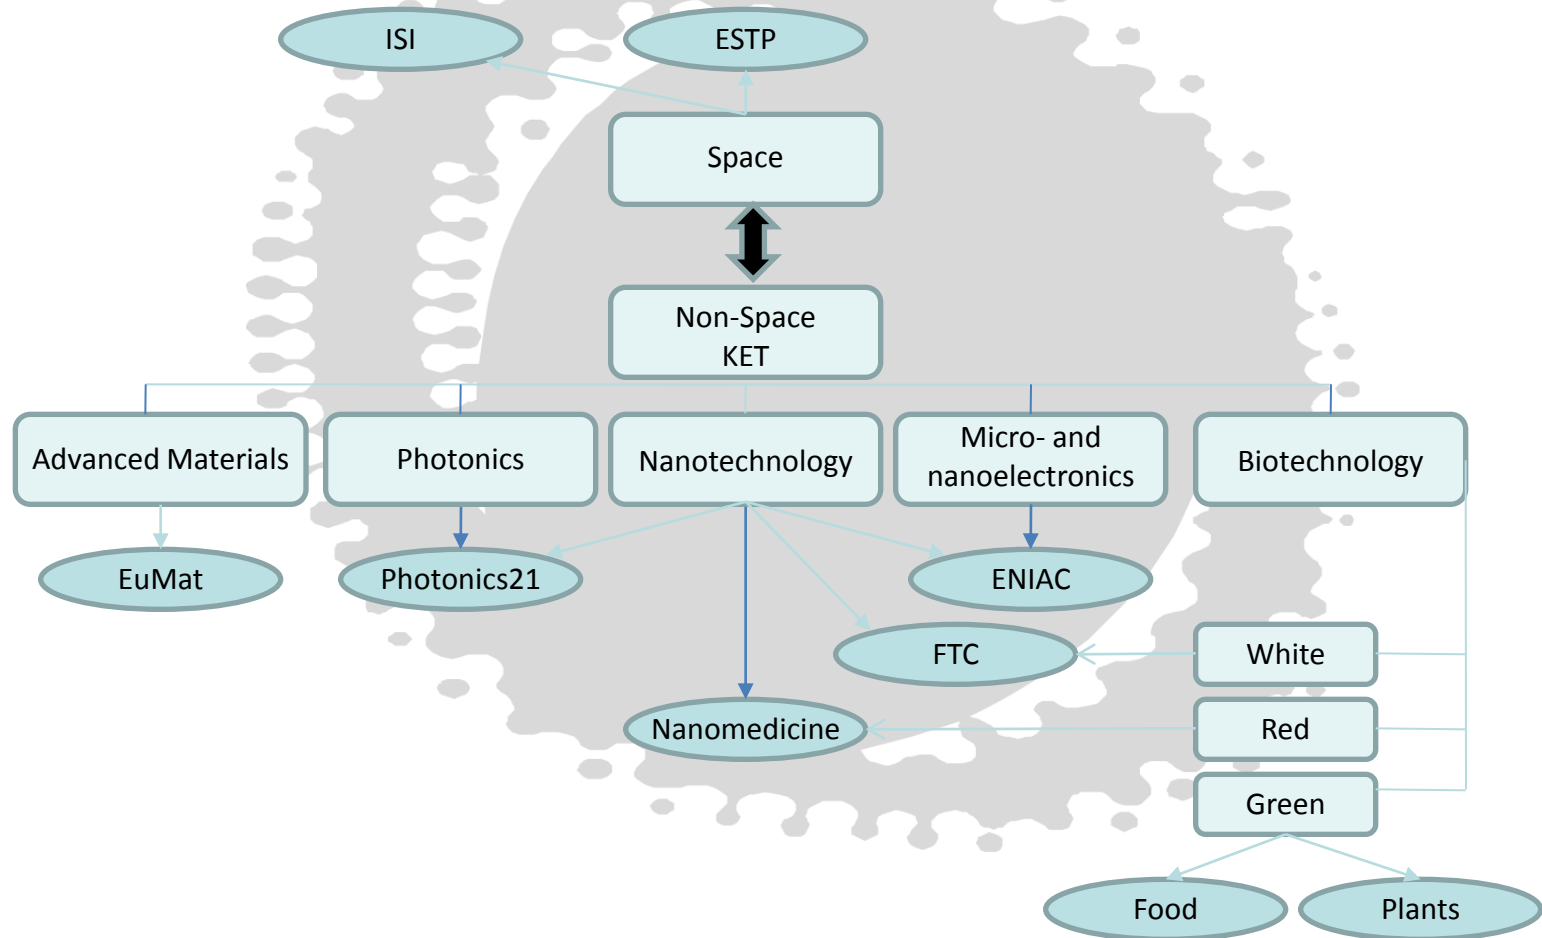 ISI
ESTP
Space
Non-Space
KET
Advanced Materials
Photonics
Nanotechnology
Micro- and
nanoelectronics
Biotechnology
EuMat
Photonics21
ENIAC
FTC
White
Nanomedicine
Red
Green
Food
Plants